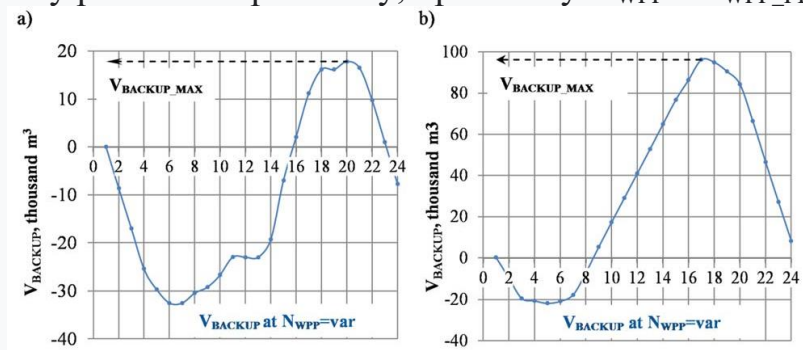 a)
20
10
0
-10
-20
-30
-40
0 2 4 6 8 10 12 14 16 18 20 22 24
V_BACKUP, thousand m³
V_BACKUP_MAX
V_BACKUP at N_WPP=var
b)
100
80
60
40
20
0
-20
-40
0 2 4 6 8 10 12 14 16 18 20 22 24
V_BACKUP, thousand m3
V_BACKUP_MAX
V_BACKUP at N_WPP=var